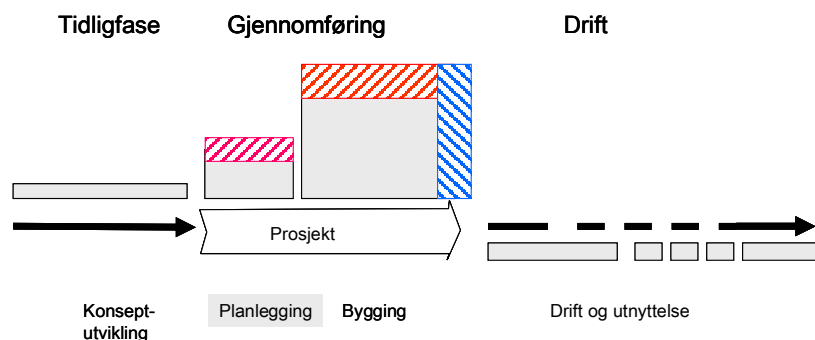 Tidligfase
Gjennomføring
Drift
Prosjekt
Konsept-
utvikling
Planlegging
Bygging
Drift og utnyttelse